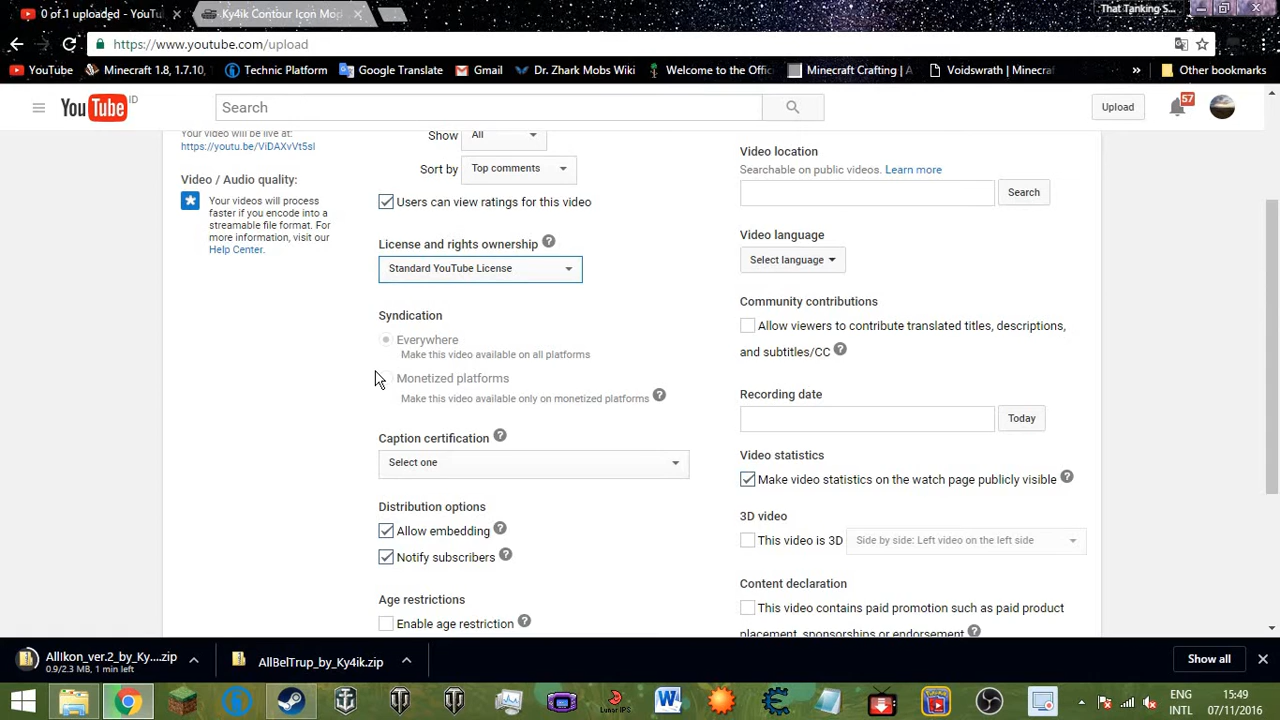 0 of 1 uploaded - YouTu
Ky4ik Contour Icon Mod
That Tanking S...
https://www.youtube.com/upload
YouTube
Minecraft 1.8, 1.7.10,
Technic Platform
Google Translate
Gmail
Dr. Zhark Mobs Wiki
Welcome to the Offic
Minecraft Crafting | A
Voidswrath | Minecraf
»
Other bookmarks
YouTube ID
Search
Upload
57
Your video will be live at:
https://youtu.be/ViDAXvVt5sI
Video / Audio quality:
Your videos will process
faster if you encode into a
streamable file format. For
more information, visit our
Help Center.
Show All
Sort by Top comments
Users can view ratings for this video
License and rights ownership ?
Standard YouTube License
Syndication
Everywhere
Make this video available on all platforms
Monetized platforms
Make this video available only on monetized platforms ?
Caption certification ?
Select one
Distribution options
Allow embedding ?
Notify subscribers ?
Age restrictions
Enable age restriction ?
Video location
Searchable on public videos. Learn more
Search
Video language
Select language
Community contributions
Allow viewers to contribute translated titles, descriptions,
and subtitles/CC ?
Recording date
Today
Video statistics
Make video statistics on the watch page publicly visible ?
3D video
This video is 3D Side by side: Left video on the left side
Content declaration
This video contains paid promotion such as paid product
placement, sponsorships or endorsement ?
AllIkon_ver.2_by_Ky....zip
0.9/2.3 MB, 1 min left
AllBelTrup_by_Ky4ik.zip
Show all
Lunar IPS
ENG
INTL
15:49
07/11/2016